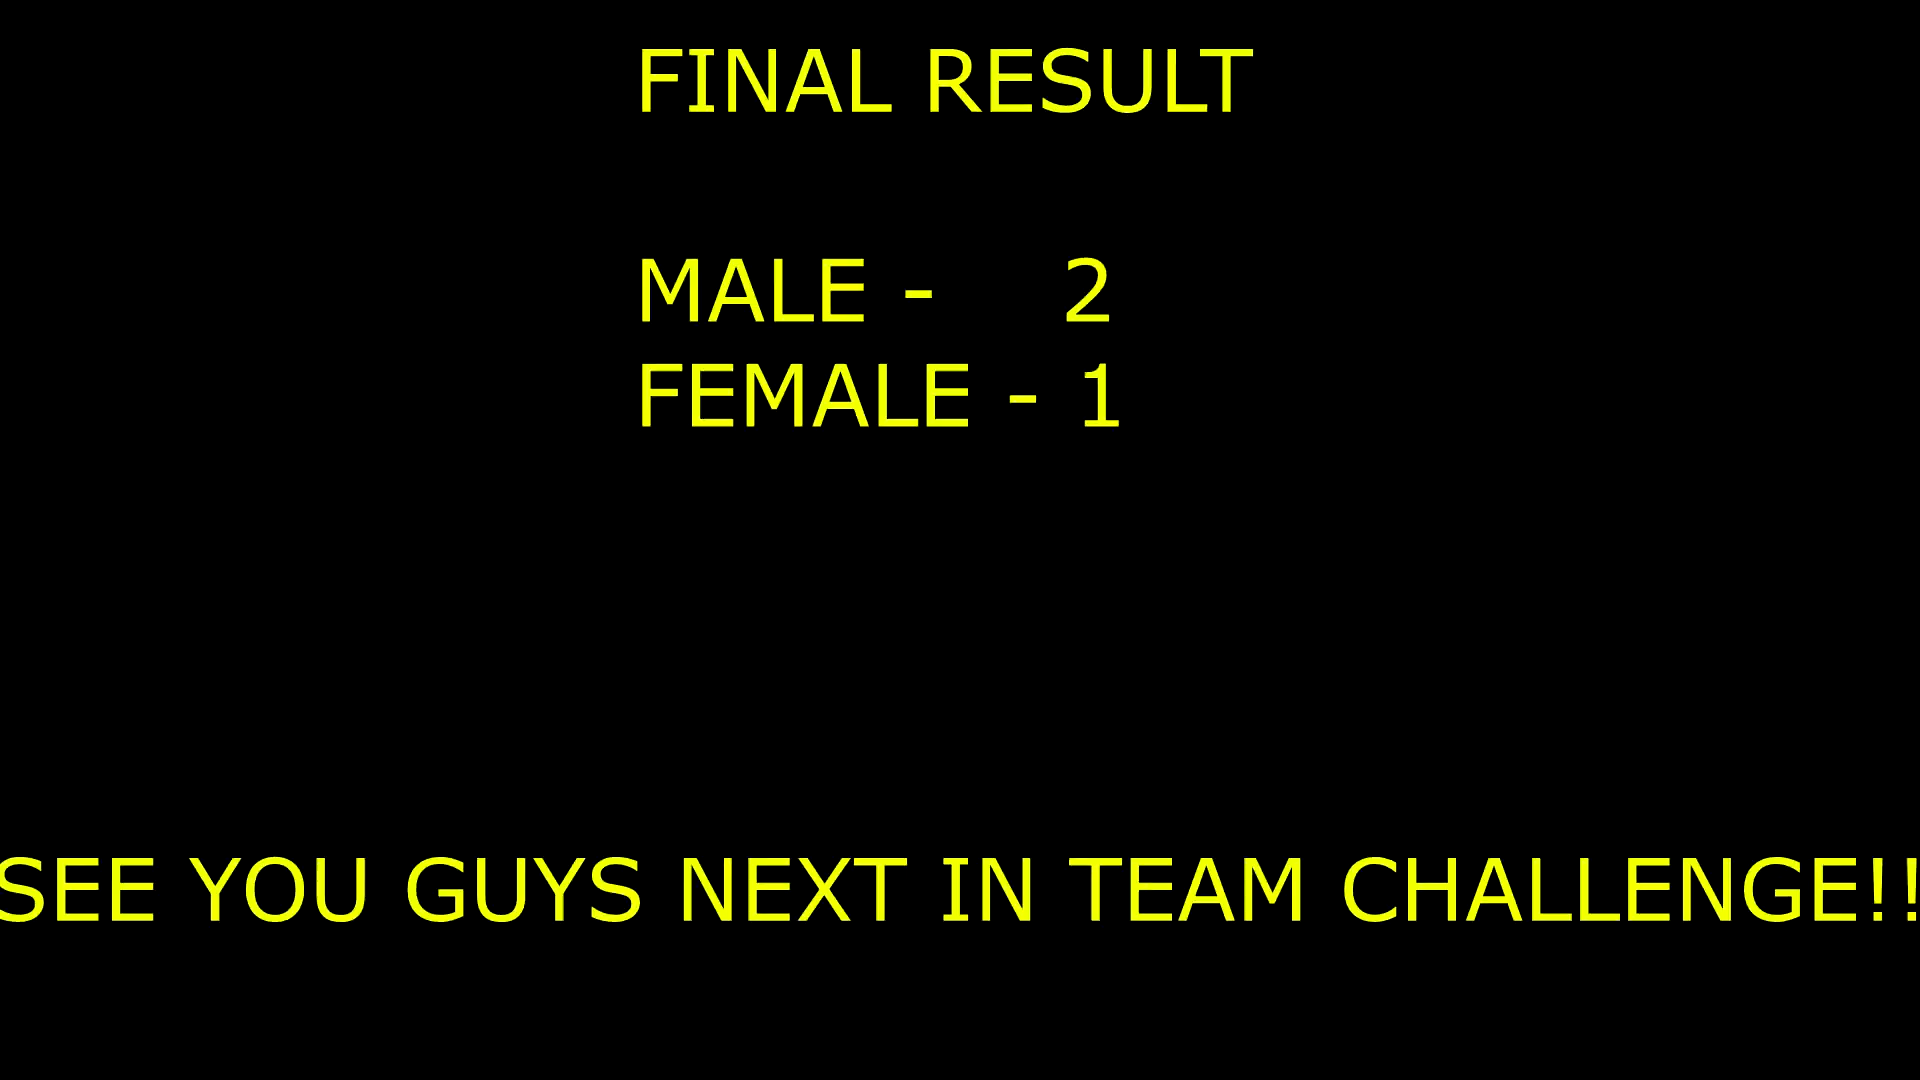 FINAL RESULT
MALE - 2
FEMALE - 1
SEE YOU GUYS NEXT IN TEAM CHALLENGE!!